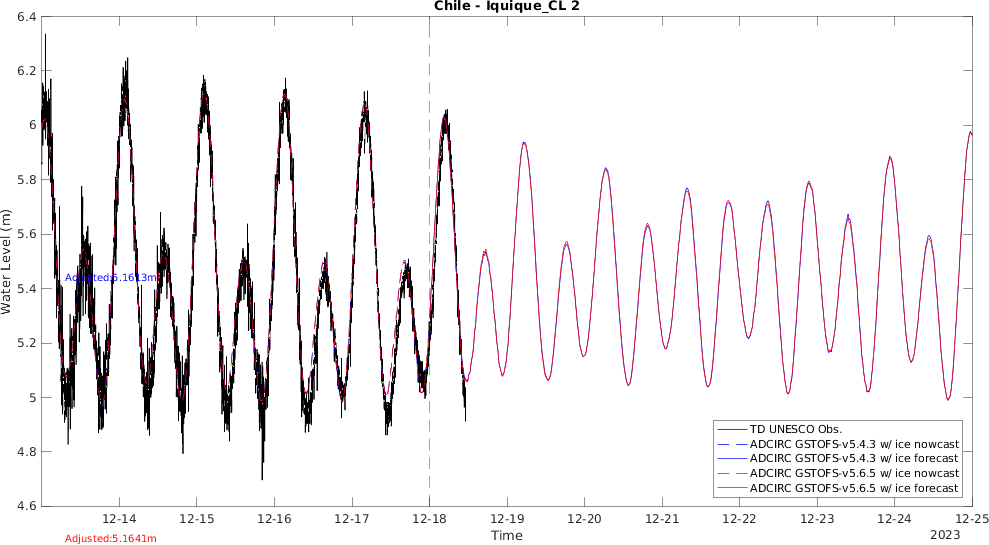 Chile - Iquique_CL 2
6.4
6.2
6
5.8
5.6
5.4
5.2
5
4.8
4.6
Water Level (m)
Adjusted:5.1613m
TD UNESCO Obs.
ADCIRC GSTOFS-v5.4.3 w/ ice nowcast
ADCIRC GSTOFS-v5.4.3 w/ ice forecast
ADCIRC GSTOFS-v5.6.5 w/ ice nowcast
ADCIRC GSTOFS-v5.6.5 w/ ice forecast
12-14 12-15 12-16 12-17 12-18 12-19 12-20 12-21 12-22 12-23 12-24 12-25
Time
2023
Adjusted:5.1641m